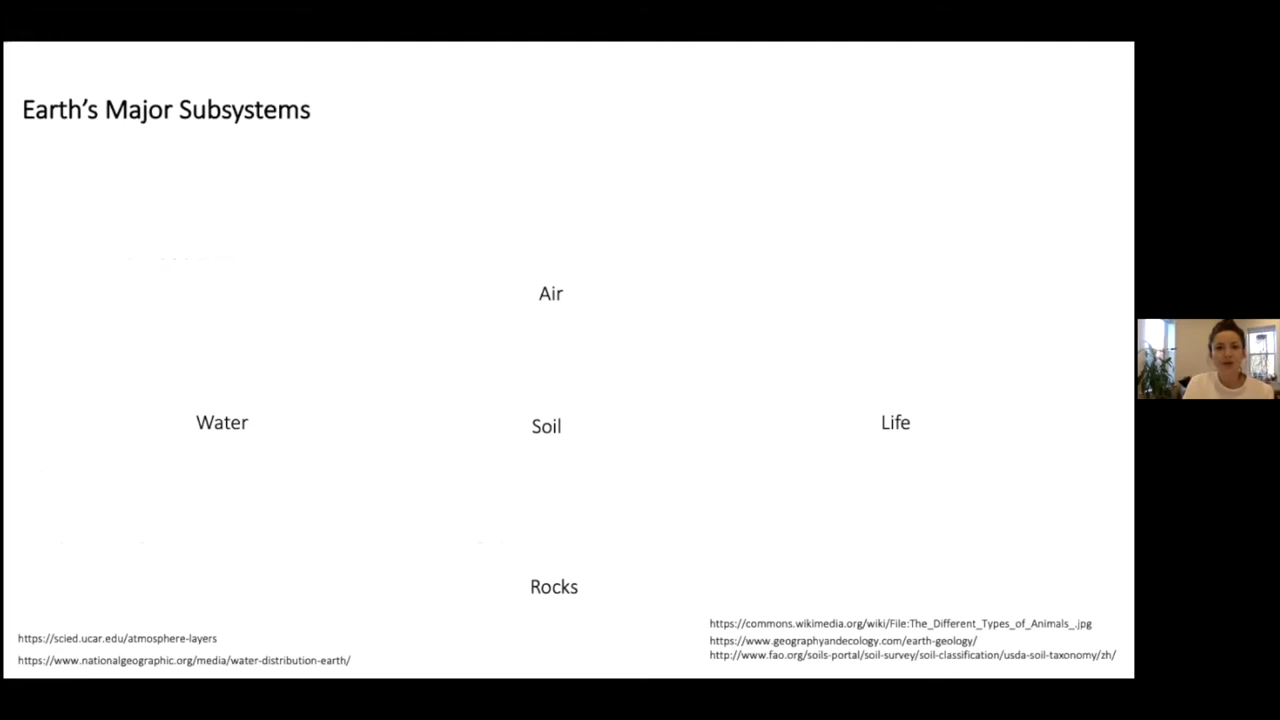 Earth's Major Subsystems
Air
Water
Soil
Life
Rocks
https://scied.ucar.edu/atmosphere-layers
https://www.nationalgeographic.org/media/water-distribution-earth/
https://commons.wikimedia.org/wiki/File:The_Different_Types_of_Animals_.jpg
https://www.geographyandecology.com/earth-geology/
http://www.fao.org/soils-portal/soil-survey/soil-classification/usda-soil-taxonomy/zh/